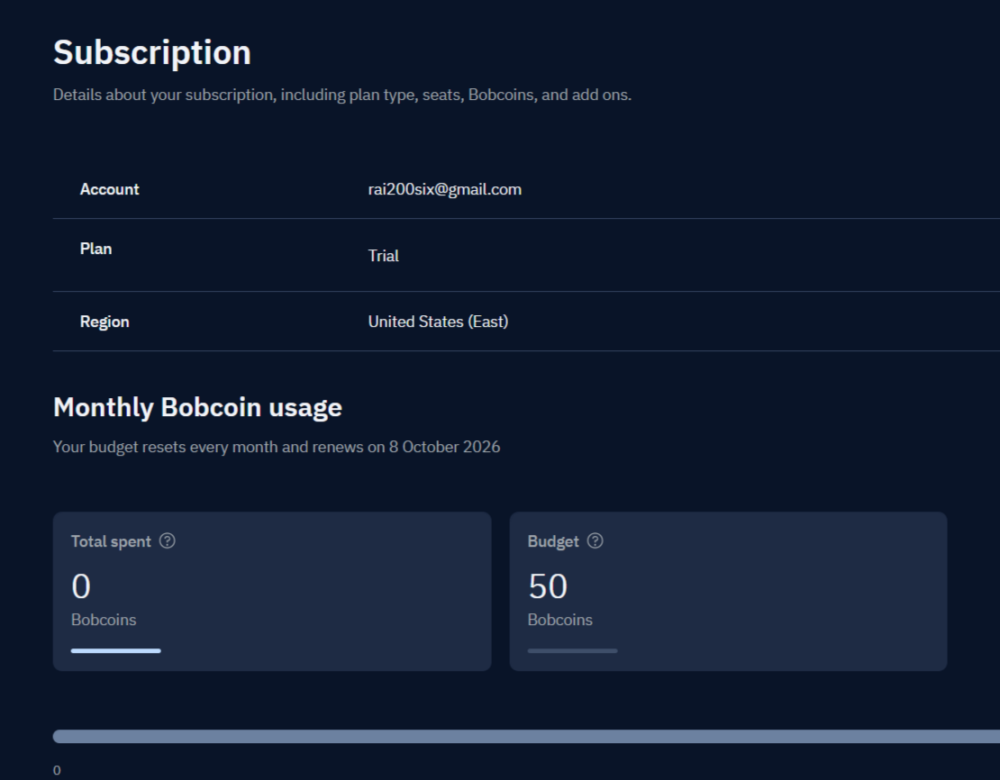 Subscription
Details about your subscription, including plan type, seats, Bobcoins, and add ons.
Account rai200six@gmail.com
Plan Trial
Region United States (East)
Monthly Bobcoin usage
Your budget resets every month and renews on 8 October 2026
Total spent ?
0
Bobcoins
Budget ?
50
Bobcoins
0